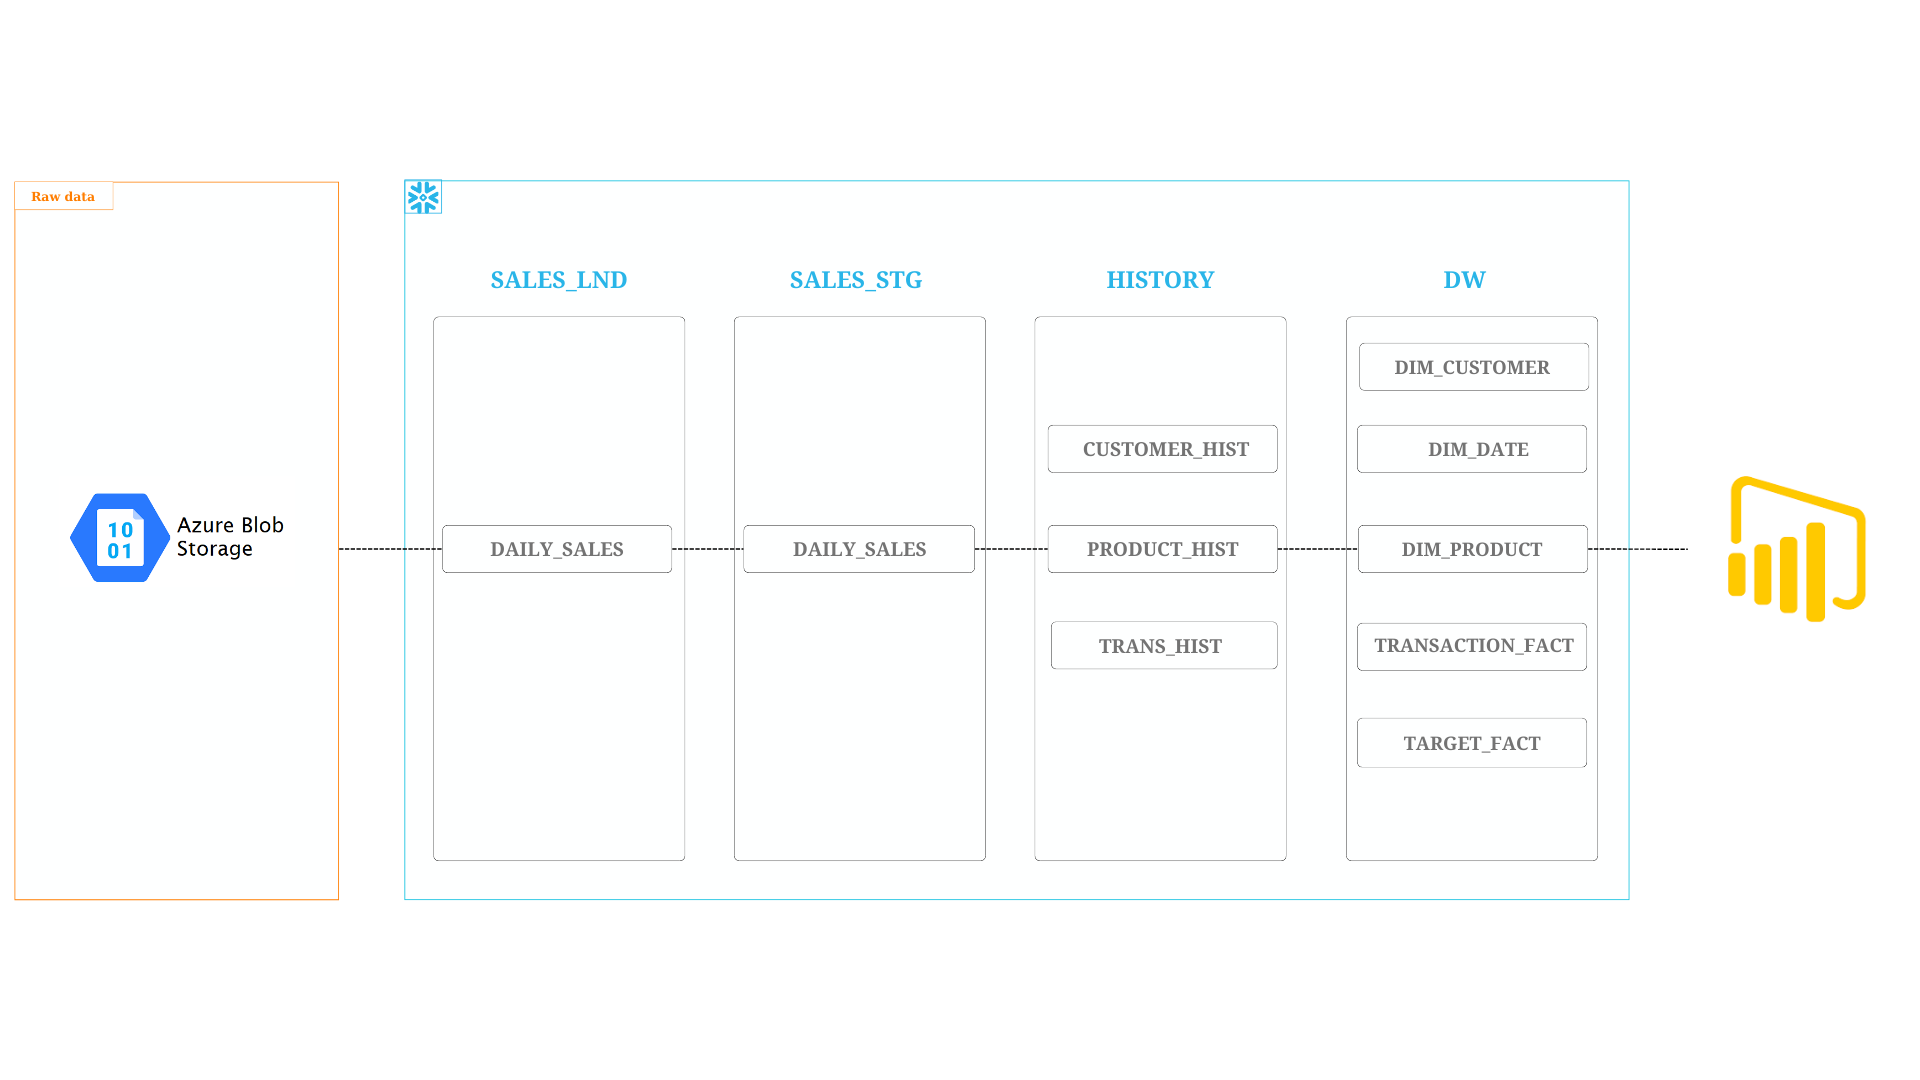 Raw data
10
01
Azure Blob
Storage
SALES_LND
DAILY_SALES
SALES_STG
DAILY_SALES
HISTORY
CUSTOMER_HIST
PRODUCT_HIST
TRANS_HIST
DW
DIM_CUSTOMER
DIM_DATE
DIM_PRODUCT
TRANSACTION_FACT
TARGET_FACT